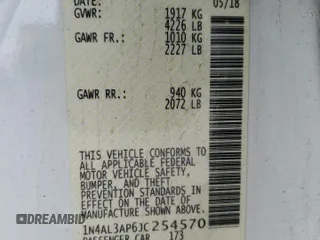 DATE: 05/18
GVWR: 1917 KG
4226 LB
GAWR FR.: 1010 KG
2227 LB
GAWR RR.: 940 KG
2072 LB
THIS VEHICLE CONFORMS TO
ALL APPLICABLE FEDERAL
MOTOR VEHICLE SAFETY,
BUMPER, AND THEFT
PREVENTION STANDARDS IN
EFFECT ON THE DATE OF
MANUFACTURE SHOWN ABOVE.
1N4AL3AP6JC254570
PASSENGER CAR 173
© IAMAUTOBID.COM